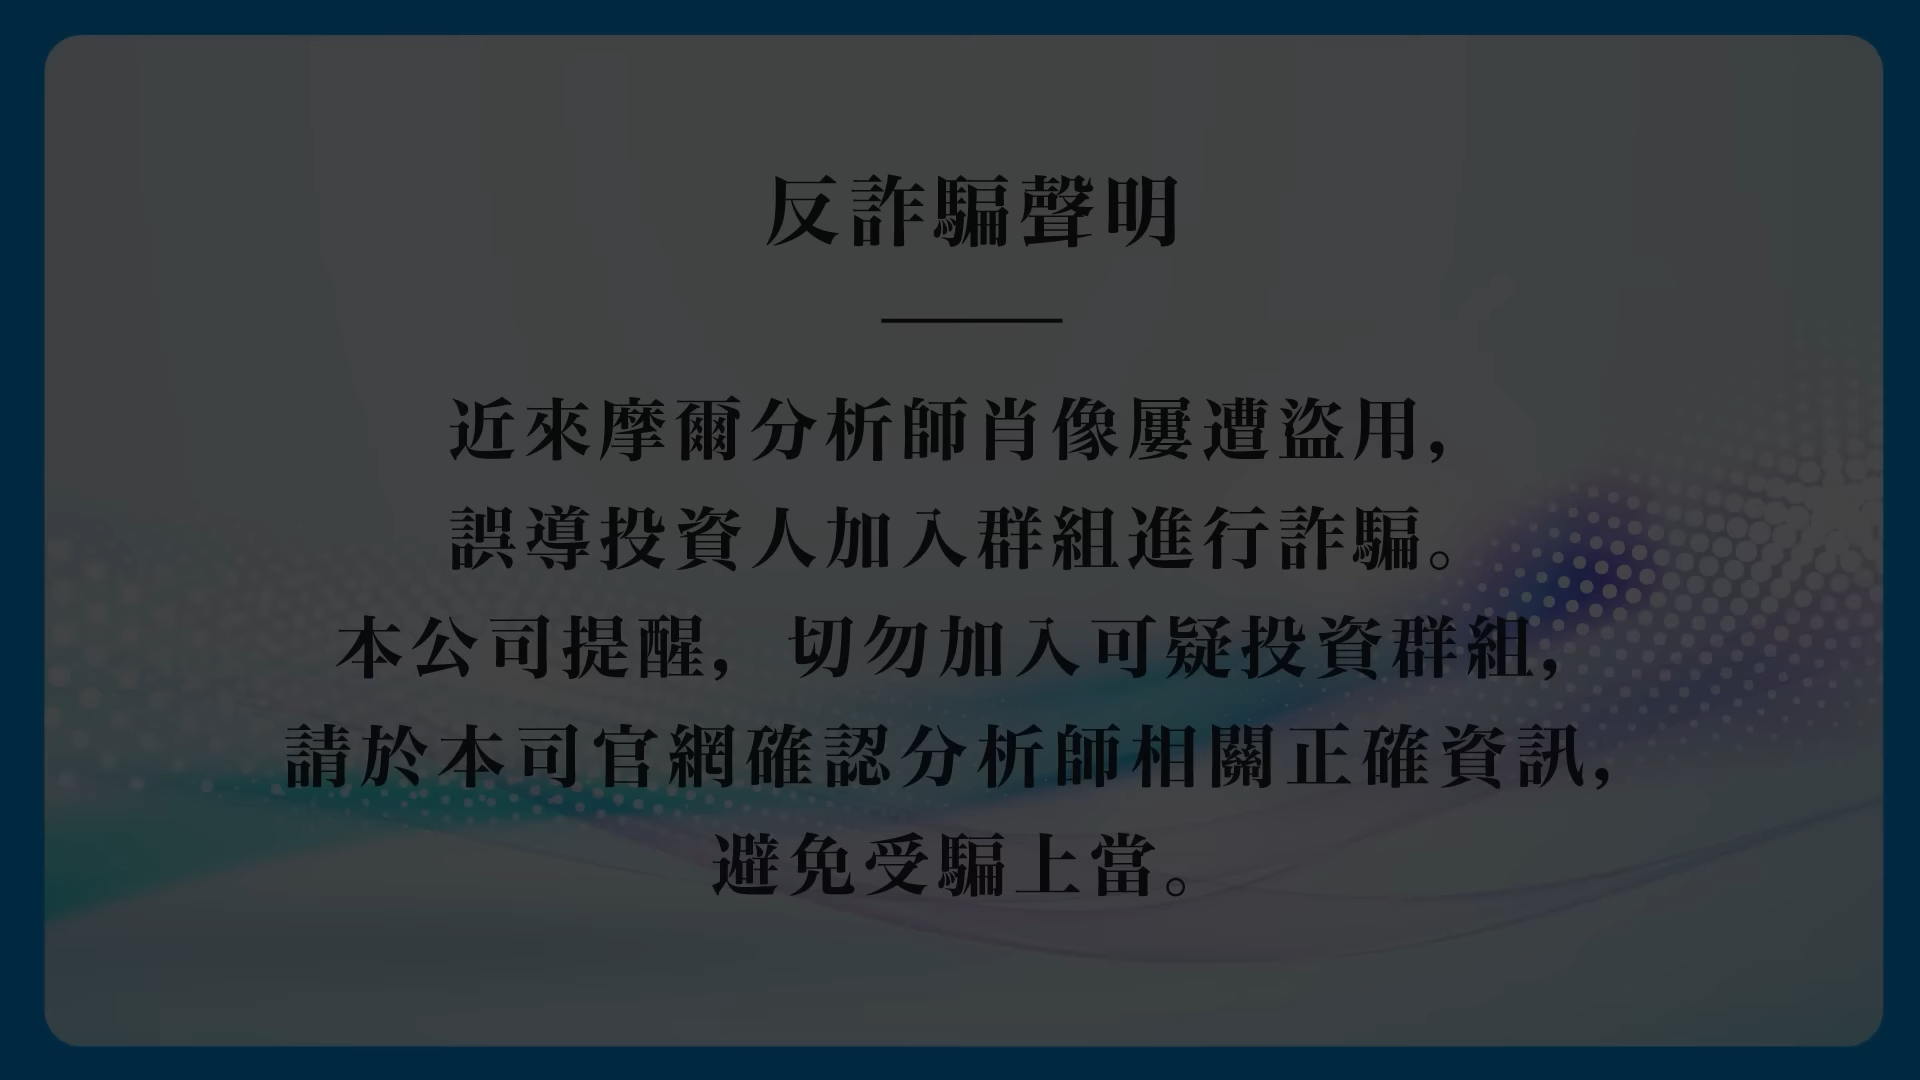 反詐騙聲明
近來摩爾分析師肖像屢遭盜用，
誤導投資人加入群組進行詐騙。
本公司提醒，切勿加入可疑投資群組，
請於本司官網確認分析師相關正確資訊，
避免受騙上當。